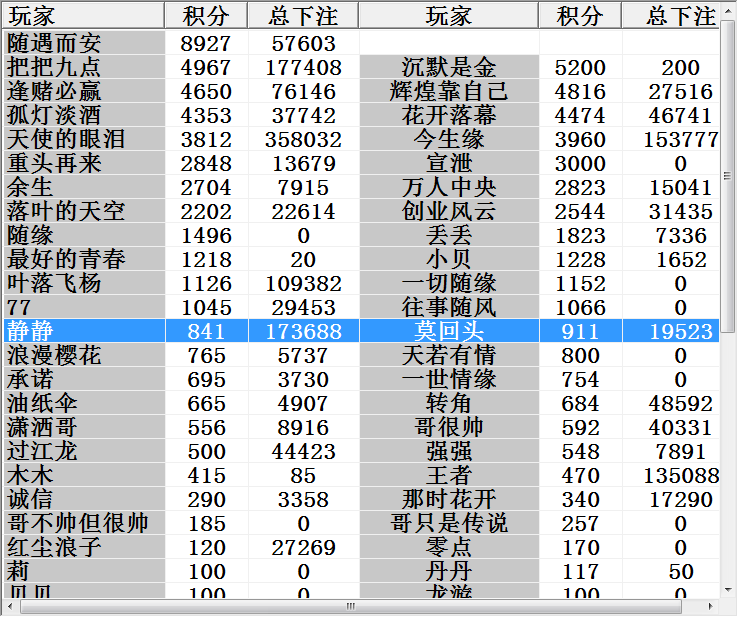 玩家 积分 总下注 玩家 积分 总下注
随遇而安 8927 57603
把把九点 4967 177408 沉默是金 5200 200
逢赌必赢 4650 76146 辉煌靠自己 4816 27516
孤灯淡酒 4353 37742 花开落幕 4474 46741
天使的眼泪 3812 358032 今生缘 3960 153777
重头再来 2848 13679 宣泄 3000 0
余生 2704 7915 万人中央 2823 15041
落叶的天空 2202 22614 创业风云 2544 31435
随缘 1496 0 丢丢 1823 7336
最好的青春 1218 20 小贝 1228 1652
叶落飞杨 1126 109382 一切随缘 1152 0
77 1045 29453 往事随风 1066 0
静静 841 173688 莫回头 911 19523
浪漫樱花 765 5737 天若有情 800 0
承诺 695 3730 一世情缘 754 0
油纸伞 665 4907 转角 684 48592
潇洒哥 556 8916 哥很帅 592 40331
过江龙 500 44423 强强 548 7891
木木 415 85 王者 470 135088
诚信 290 3358 那时花开 340 17290
哥不帅但很帅 185 0 哥只是传说 257 0
红尘浪子 120 27269 零点 170 0
莉 100 0 丹丹 117 50
贝贝 100 0 龙游 100 0